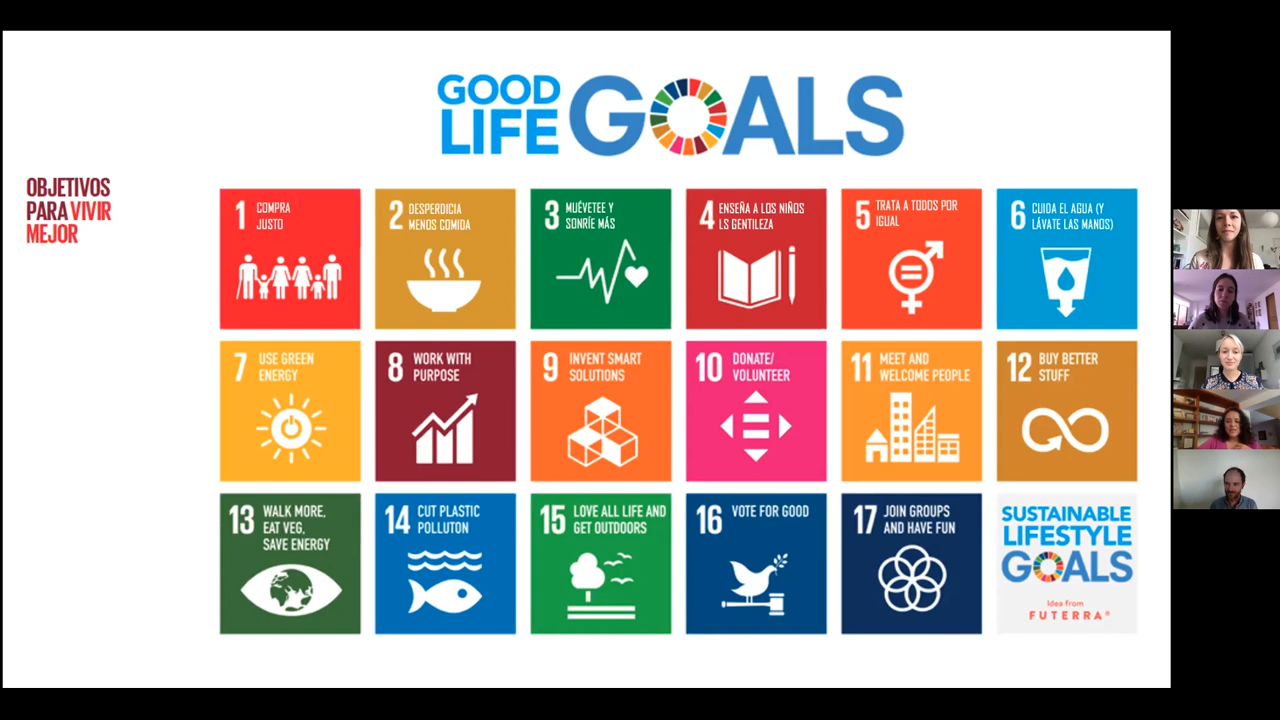 GOOD
LIFE GOALS
OBJETIVOS
PARA VIVIR
MEJOR
1 COMPRA
JUSTO
2 DESPERDICIA
MENOS COMIDA
3 MUÉVETEE Y
SONRÍE MÁS
4 ENSEÑA A LOS NIÑOS
LS GENTILEZA
5 TRATA A TODOS POR
IGUAL
6 CUIDA EL AGUA (Y
LÁVATE LAS MANOS)
7 USE GREEN
ENERGY
8 WORK WITH
PURPOSE
9 INVENT SMART
SOLUTIONS
10 DONATE/
VOLUNTEER
11 MEET AND
WELCOME PEOPLE
12 BUY BETTER
STUFF
13 WALK MORE,
EAT VEG,
SAVE ENERGY
14 CUT PLASTIC
POLLUTON
15 LOVE ALL LIFE AND
GET OUTDOORS
16 VOTE FOR GOOD
17 JOIN GROUPS
AND HAVE FUN
SUSTAINABLE
LIFESTYLE
GOALS
Idea from
FUTERRA®